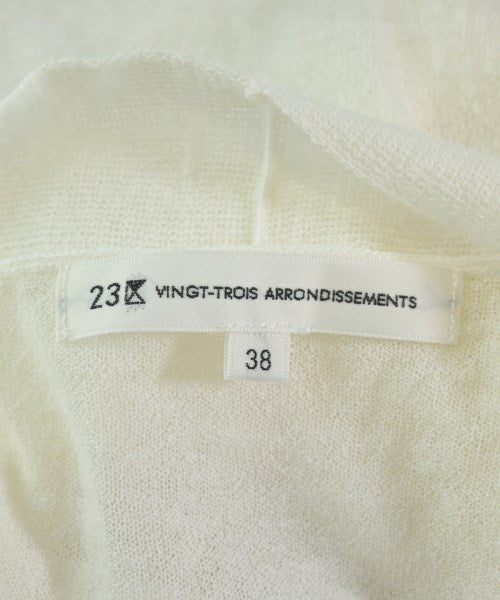 23区 VINGT-TROIS ARRONDISSEMENTS
38